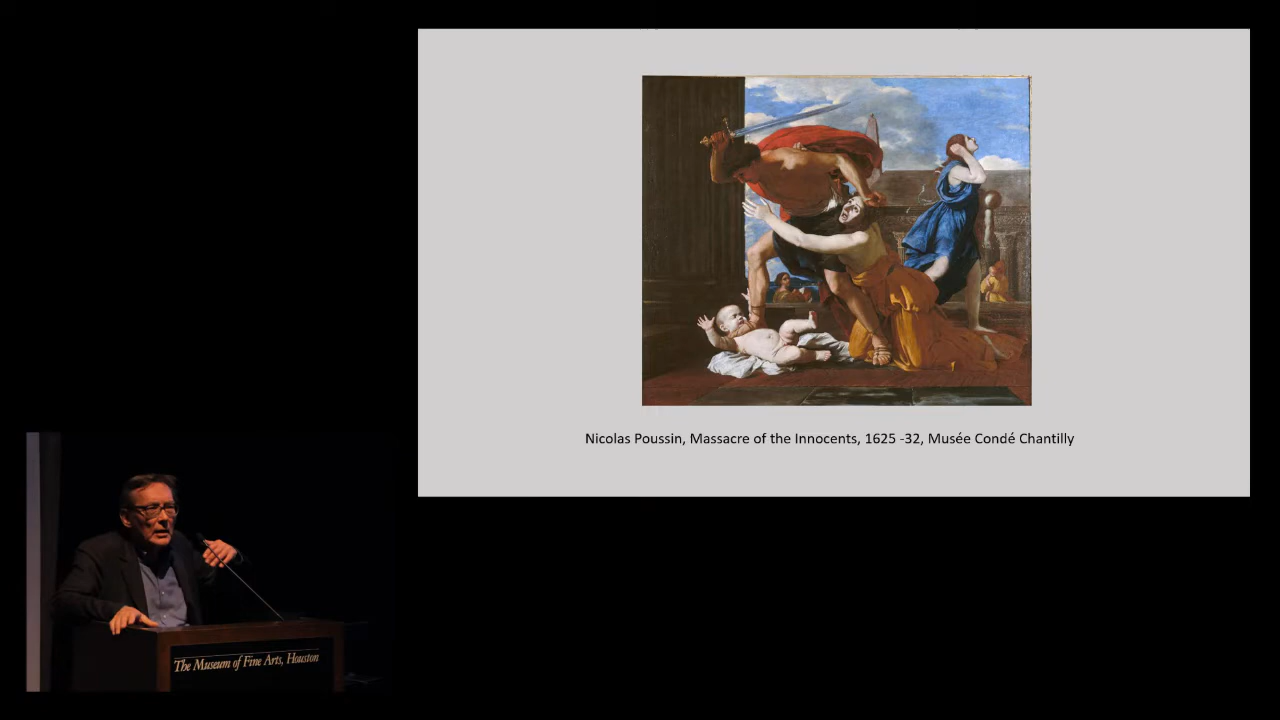 Nicolas Poussin, Massacre of the Innocents, 1625 -32, Musée Condé Chantilly
The Museum of Fine Arts, Houston